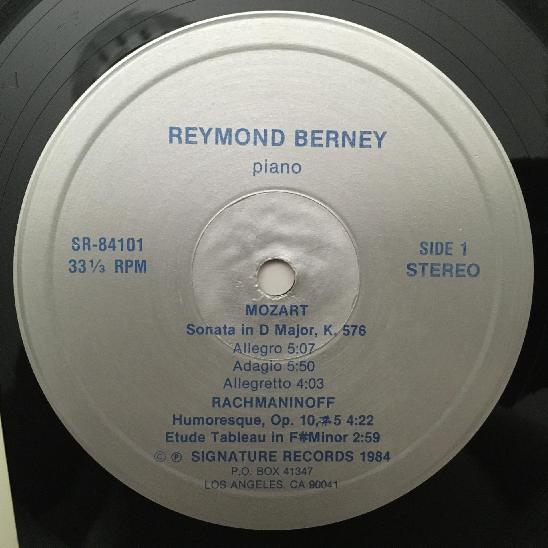 REYMOND BERNEY
piano
SR-84101
33 1/3 RPM
SIDE 1
STEREO
MOZART
Sonata in D Major, K. 576
Allegro 5:07
Adagio 5:50
Allegretto 4:03
RACHMANINOFF
Humoresque, Op. 10,#5 4:22
Etude Tableau in F#Minor 2:59
© ℗ SIGNATURE RECORDS 1984
P.O. BOX 41347
LOS ANGELES, CA 90041